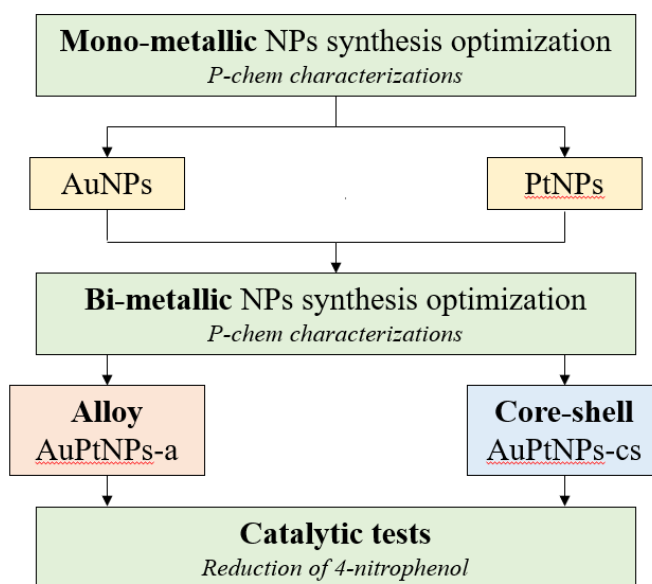 Mono-metallic NPs synthesis optimization
P-chem characterizations
AuNPs
PtNPs
Bi-metallic NPs synthesis optimization
P-chem characterizations
Alloy
AuPtNPs-a
Core-shell
AuPtNPs-cs
Catalytic tests
Reduction of 4-nitrophenol